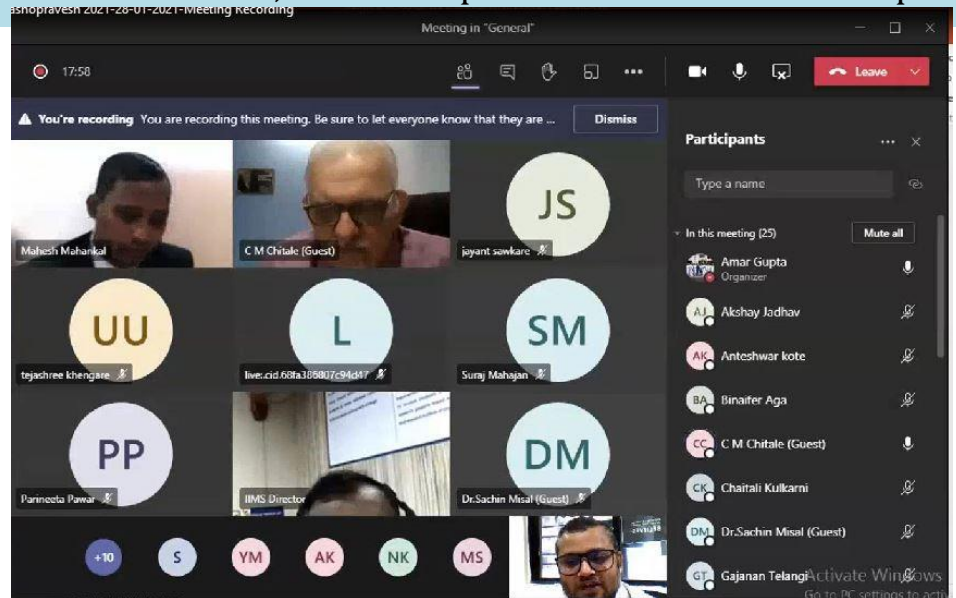 ashopravesh 2021-28-01-2021-Meeting Recording
Meeting in "General"
17:58
Leave
You're recording You are recording this meeting. Be sure to let everyone know that they are ...
Dismiss
Mahesh Mahankal
C M Chitale (Guest)
JS
jayant sawkare
UU
tejashree khengare
L
live:.cid.68fa386807c94d47
SM
Suraj Mahajan
PP
Parineeta Pawar
IIMS Director
DM
Dr.Sachin Misal (Guest)
+10
S
YM
AK
NK
MS
Participants
Type a name
In this meeting (25)
Mute all
Amar Gupta
Organizer
AJ
Akshay Jadhav
AK
Anteshwar kote
BA
Binaifer Aga
CC
C M Chitale (Guest)
CK
Chaitali Kulkarni
DM
Dr.Sachin Misal (Guest)
GT
Gajanan Telangi
Activate Windows
Go to PC settings to activ